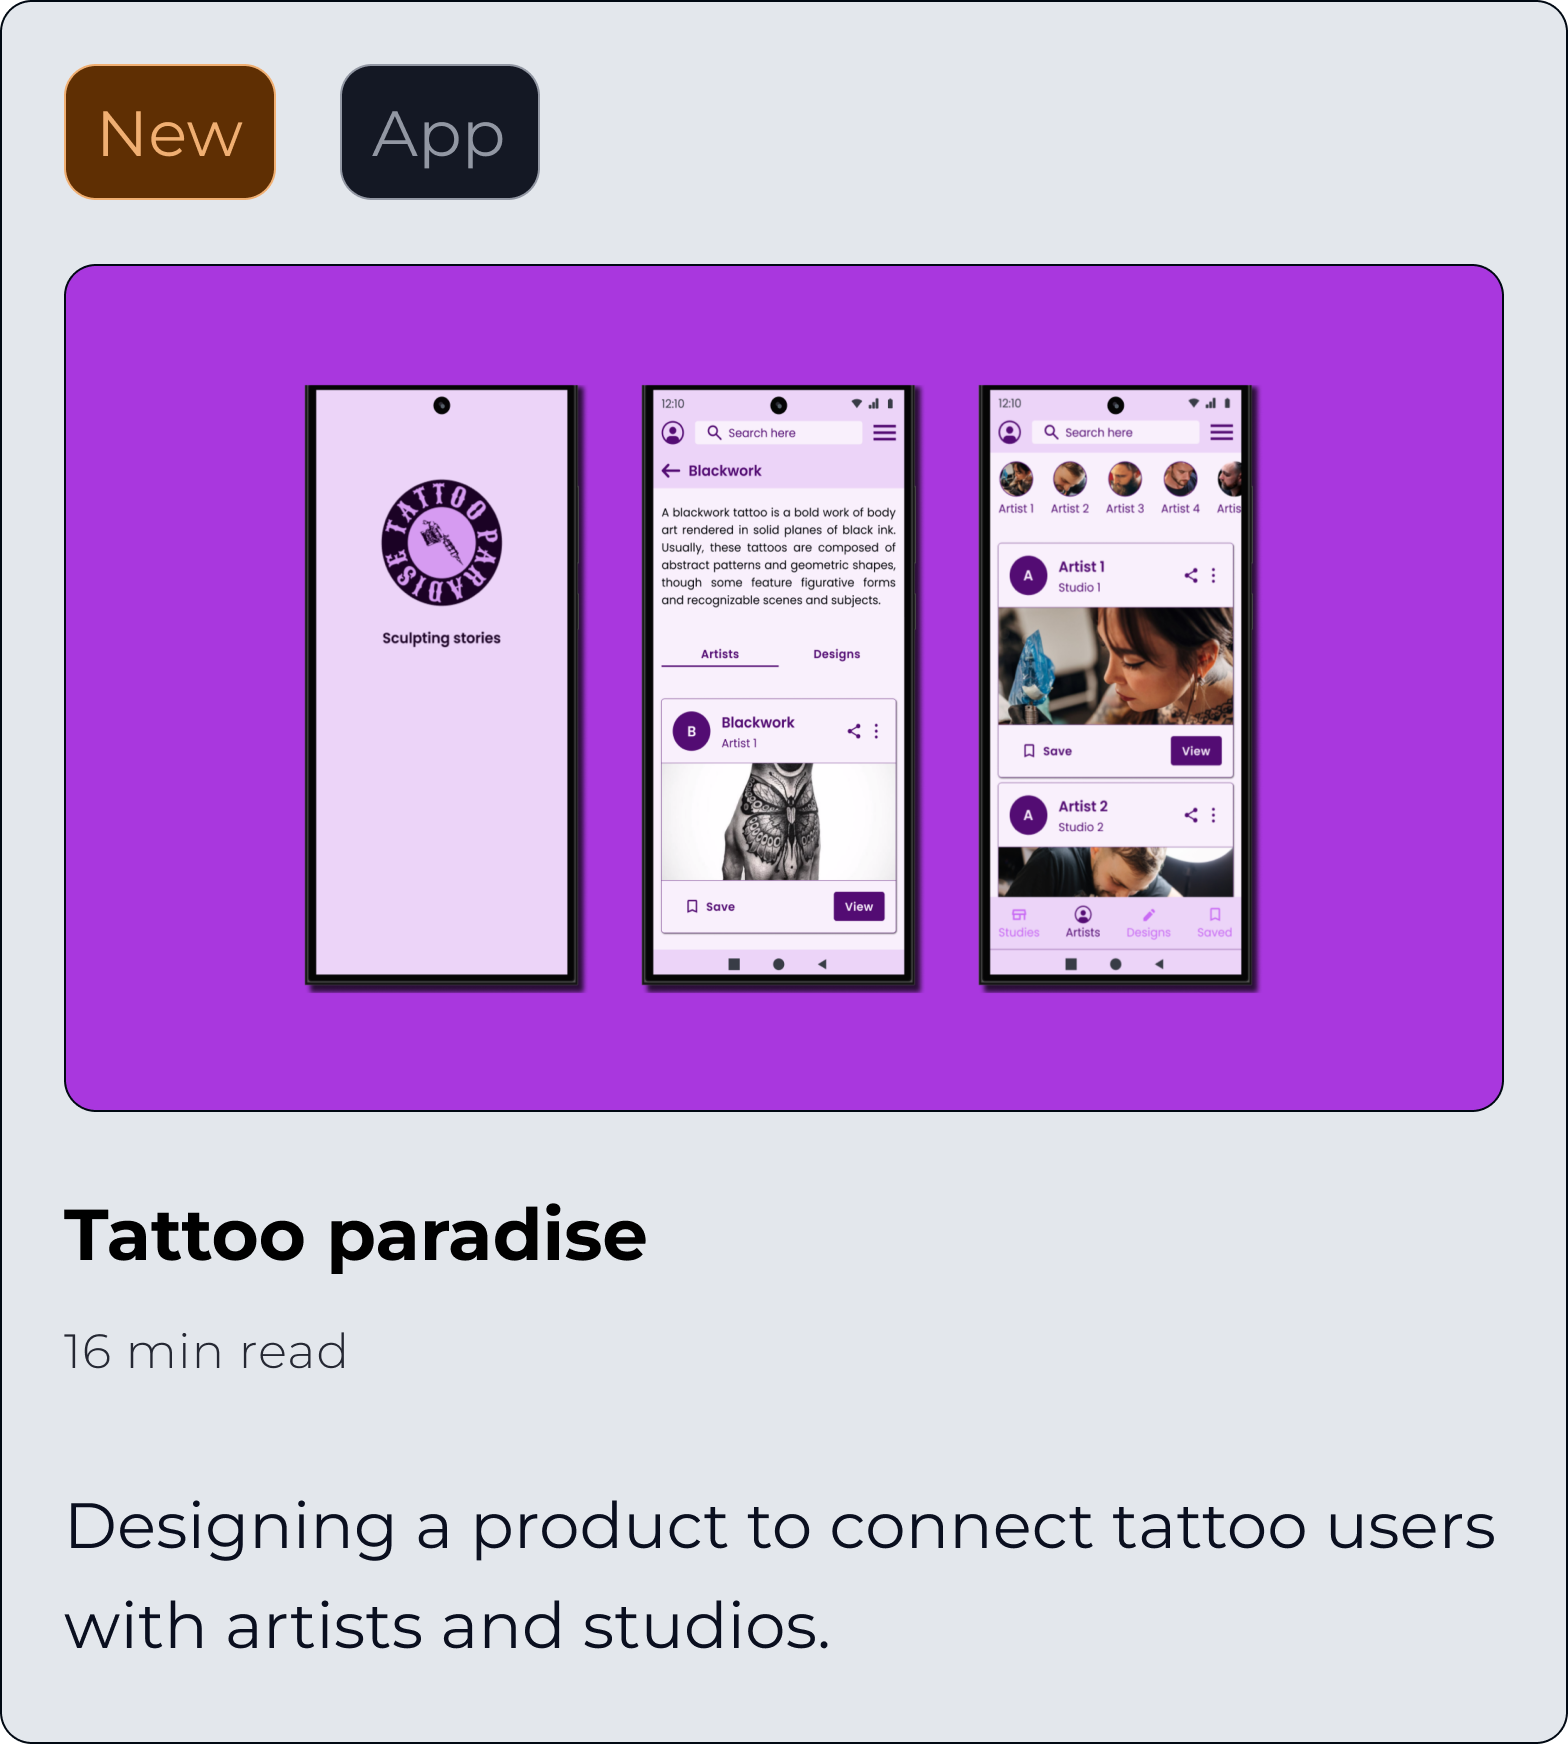 New
App
TATTOO PARADISE
Sculpting stories
12:10
Search here
Blackwork
A blackwork tattoo is a bold work of body
art rendered in solid planes of black ink.
Usually, these tattoos are composed of
abstract patterns and geometric shapes,
though some feature figurative forms
and recognizable scenes and subjects.
Artists
Designs
B
Blackwork
Artist 1
Save
View
12:10
Search here
Artist 1
Artist 2
Artist 3
Artist 4
Artis
A
Artist 1
Studio 1
Save
View
A
Artist 2
Studio 2
Studies
Artists
Designs
Saved
Tattoo paradise
16 min read
Designing a product to connect tattoo users
with artists and studios.